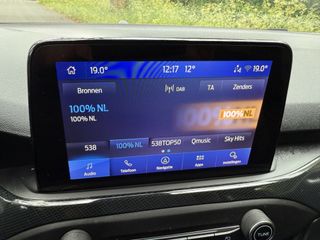 19.0° 12:17 12° 19.0°
Bronnen DAB TA Zenders
100% NL
100% NL
100%NL
538 100% NL 538TOP50 Qmusic Sky Hits
Audio Telefoon Navigatie Apps Instellingen
TUNE